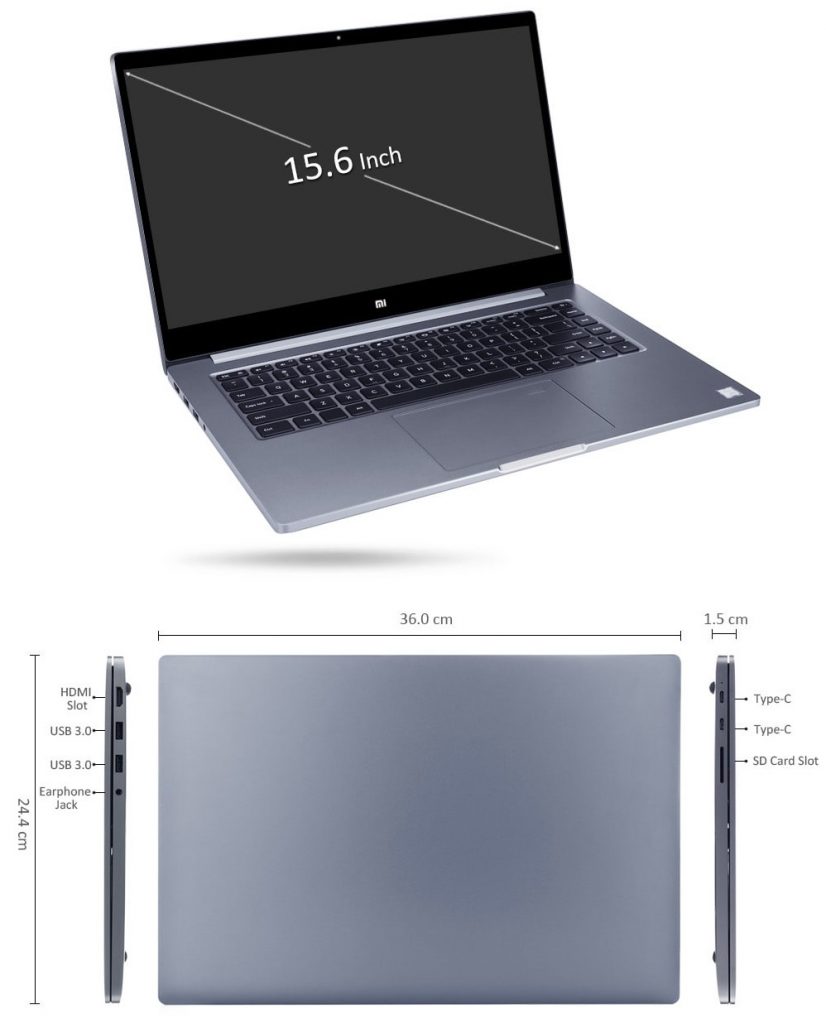 15.6 Inch
mi
36.0 cm
1.5 cm
24.4 cm
HDMI
Slot
USB 3.0
USB 3.0
Earphone
Jack
Type-C
Type-C
SD Card Slot